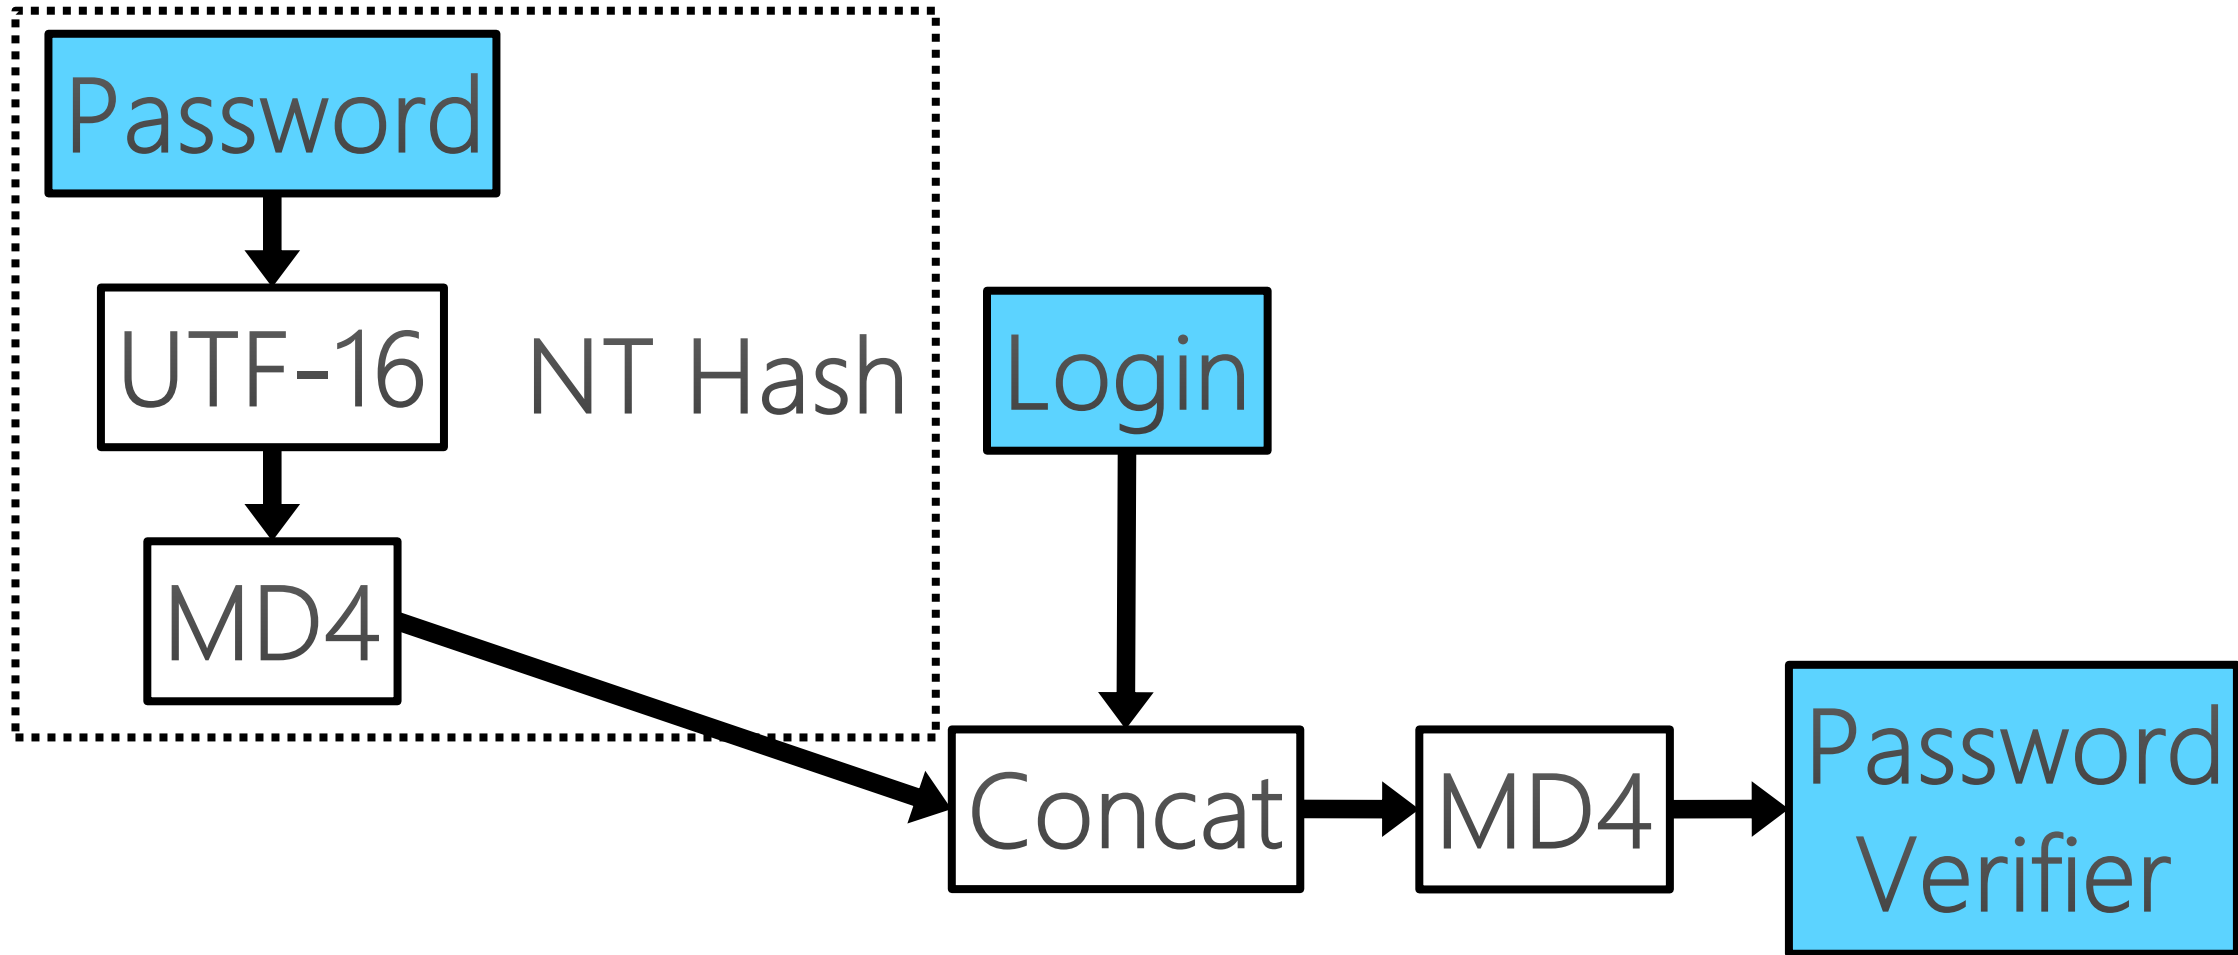 Password
UTF-16
NT Hash
Login
MD4
Concat
MD4
Password
Verifier